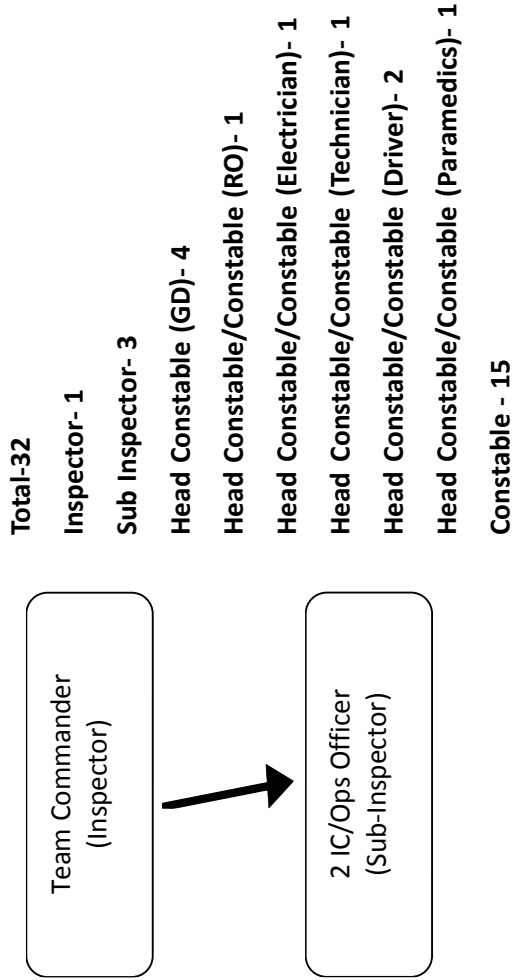 Total-32
Inspector- 1
Sub Inspector- 3
Head Constable (GD)- 4
Head Constable/Constable (RO)- 1
Head Constable/Constable (Electrician)- 1
Head Constable/Constable (Technician)- 1
Head Constable/Constable (Driver)- 2
Head Constable/Constable (Paramedics)- 1
Constable - 15
Team Commander
(Inspector)
2 IC/Ops Officer
(Sub-Inspector)